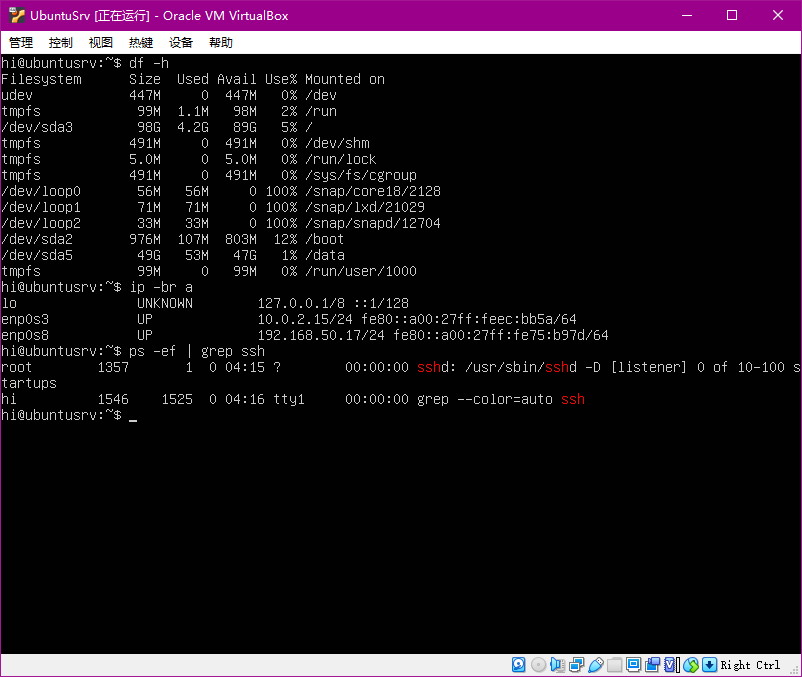 UbuntuSrv [正在运行] - Oracle VM VirtualBox
管理 控制 视图 热键 设备 帮助
hi@ubuntusrv:~$ df -h
Filesystem      Size  Used Avail Use% Mounted on
udev            447M     0  447M   0% /dev
tmpfs            99M  1.1M   98M   2% /run
/dev/sda3        98G  4.2G   89G   5% /
tmpfs           491M     0  491M   0% /dev/shm
tmpfs           5.0M     0  5.0M   0% /run/lock
tmpfs           491M     0  491M   0% /sys/fs/cgroup
/dev/loop0       56M   56M     0 100% /snap/core18/2128
/dev/loop1       71M   71M     0 100% /snap/lxd/21029
/dev/loop2       33M   33M     0 100% /snap/snapd/12704
/dev/sda2       976M  107M  803M  12% /boot
/dev/sda5        49G   53M   47G   1% /data
tmpfs            99M     0   99M   0% /run/user/1000
hi@ubuntusrv:~$ ip -br a
lo               UNKNOWN        127.0.0.1/8 ::1/128
enp0s3           UP             10.0.2.15/24 fe80::a00:27ff:feec:bb5a/64
enp0s8           UP             192.168.50.17/24 fe80::a00:27ff:fe75:b97d/64
hi@ubuntusrv:~$ ps -ef | grep ssh
root        1357       1  0 04:15 ?        00:00:00 sshd: /usr/sbin/sshd -D [listener] 0 of 10-100 s
tartups
hi          1546    1525  0 04:16 tty1     00:00:00 grep --color=auto ssh
hi@ubuntusrv:~$ _
Right Ctrl